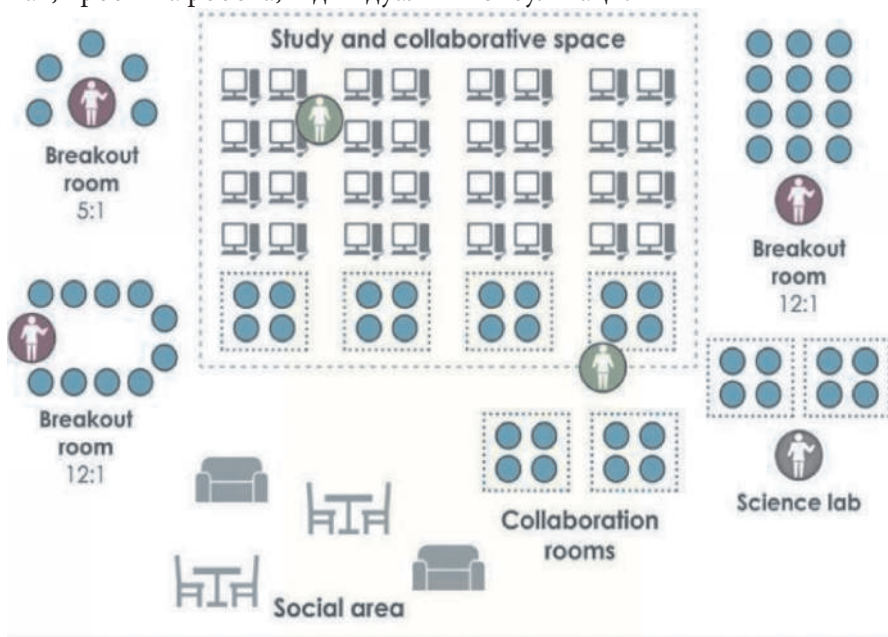 Study and collaborative space
Breakout
room
5:1
Breakout
room
12:1
Breakout
room
12:1
Science lab
Collaboration
rooms
Social area